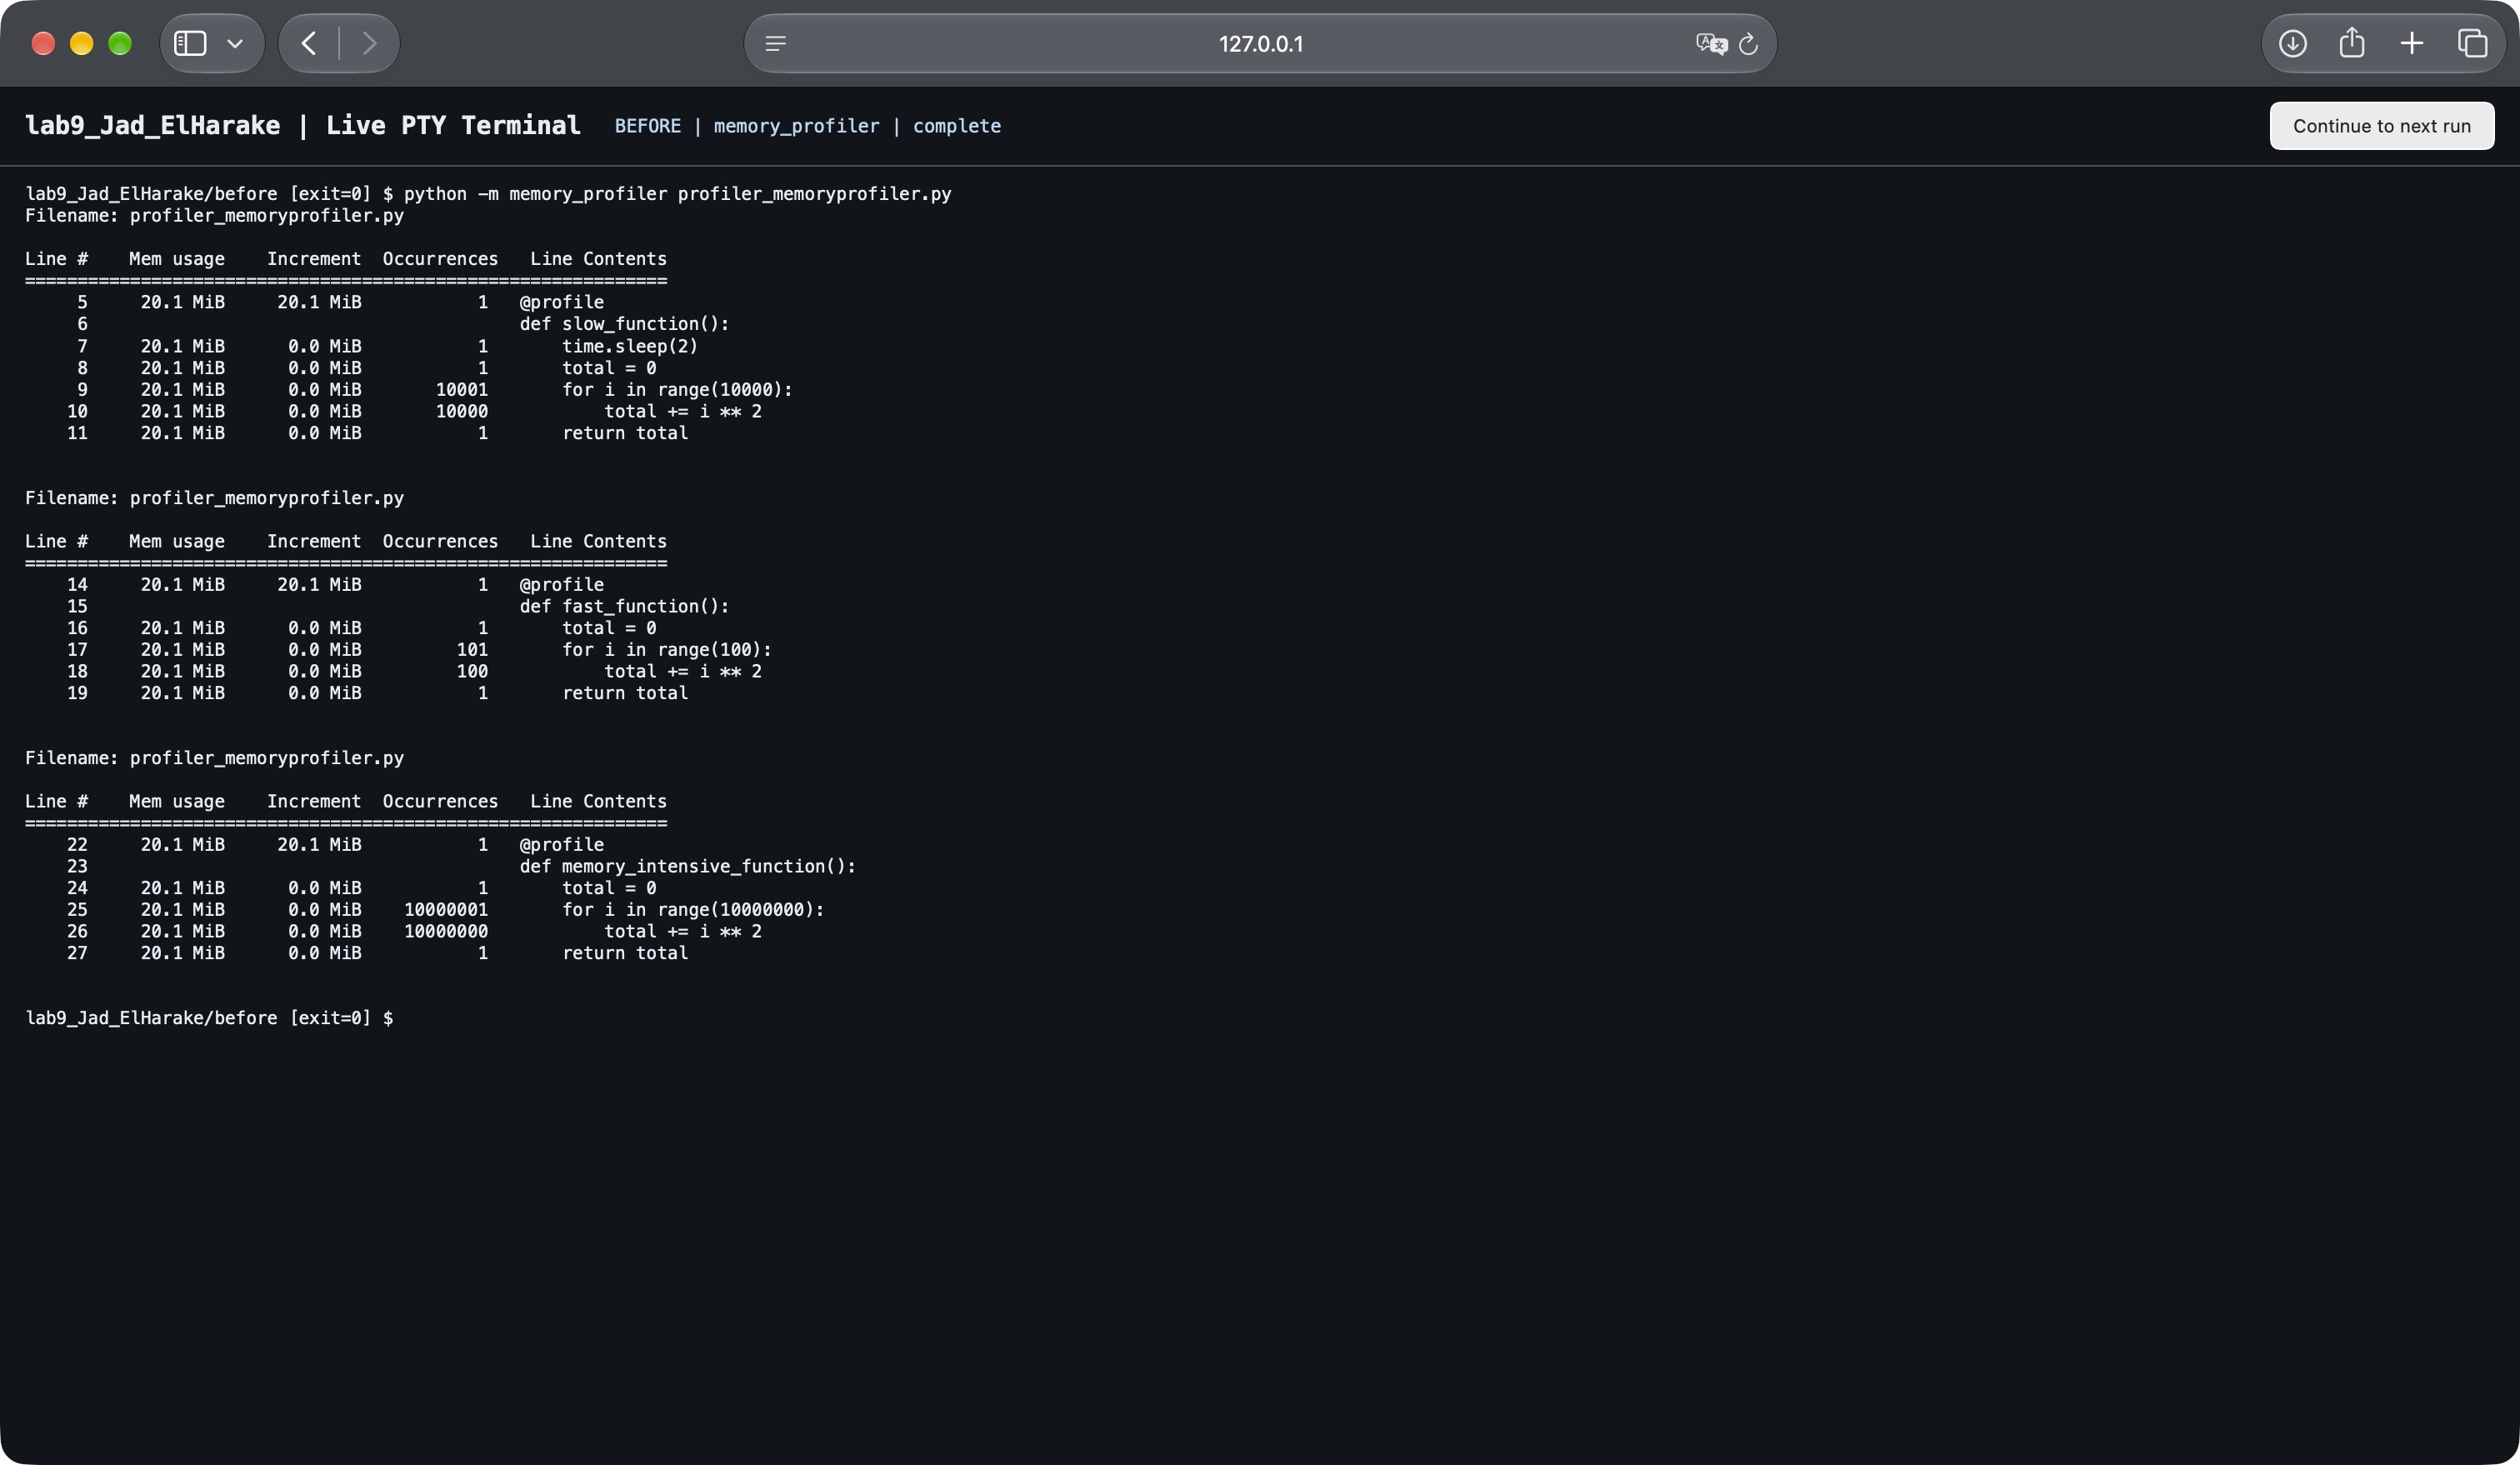 127.0.0.1
lab9_Jad_ElHarake | Live PTY Terminal BEFORE | memory_profiler | complete Continue to next run
lab9_Jad_ElHarake/before [exit=0] $ python -m memory_profiler profiler_memoryprofiler.py
Filename: profiler_memoryprofiler.py
Line #    Mem usage    Increment  Occurrences   Line Contents
=============================================================
     5     20.1 MiB     20.1 MiB           1   @profile
     6                                         def slow_function():
     7     20.1 MiB      0.0 MiB           1       time.sleep(2)
     8     20.1 MiB      0.0 MiB           1       total = 0
     9     20.1 MiB      0.0 MiB       10001       for i in range(10000):
    10     20.1 MiB      0.0 MiB       10000           total += i ** 2
    11     20.1 MiB      0.0 MiB           1       return total
Filename: profiler_memoryprofiler.py
Line #    Mem usage    Increment  Occurrences   Line Contents
=============================================================
    14     20.1 MiB     20.1 MiB           1   @profile
    15                                         def fast_function():
    16     20.1 MiB      0.0 MiB           1       total = 0
    17     20.1 MiB      0.0 MiB         101       for i in range(100):
    18     20.1 MiB      0.0 MiB         100           total += i ** 2
    19     20.1 MiB      0.0 MiB           1       return total
Filename: profiler_memoryprofiler.py
Line #    Mem usage    Increment  Occurrences   Line Contents
=============================================================
    22     20.1 MiB     20.1 MiB           1   @profile
    23                                         def memory_intensive_function():
    24     20.1 MiB      0.0 MiB           1       total = 0
    25     20.1 MiB      0.0 MiB    10000001       for i in range(10000000):
    26     20.1 MiB      0.0 MiB    10000000           total += i ** 2
    27     20.1 MiB      0.0 MiB           1       return total
lab9_Jad_ElHarake/before [exit=0] $